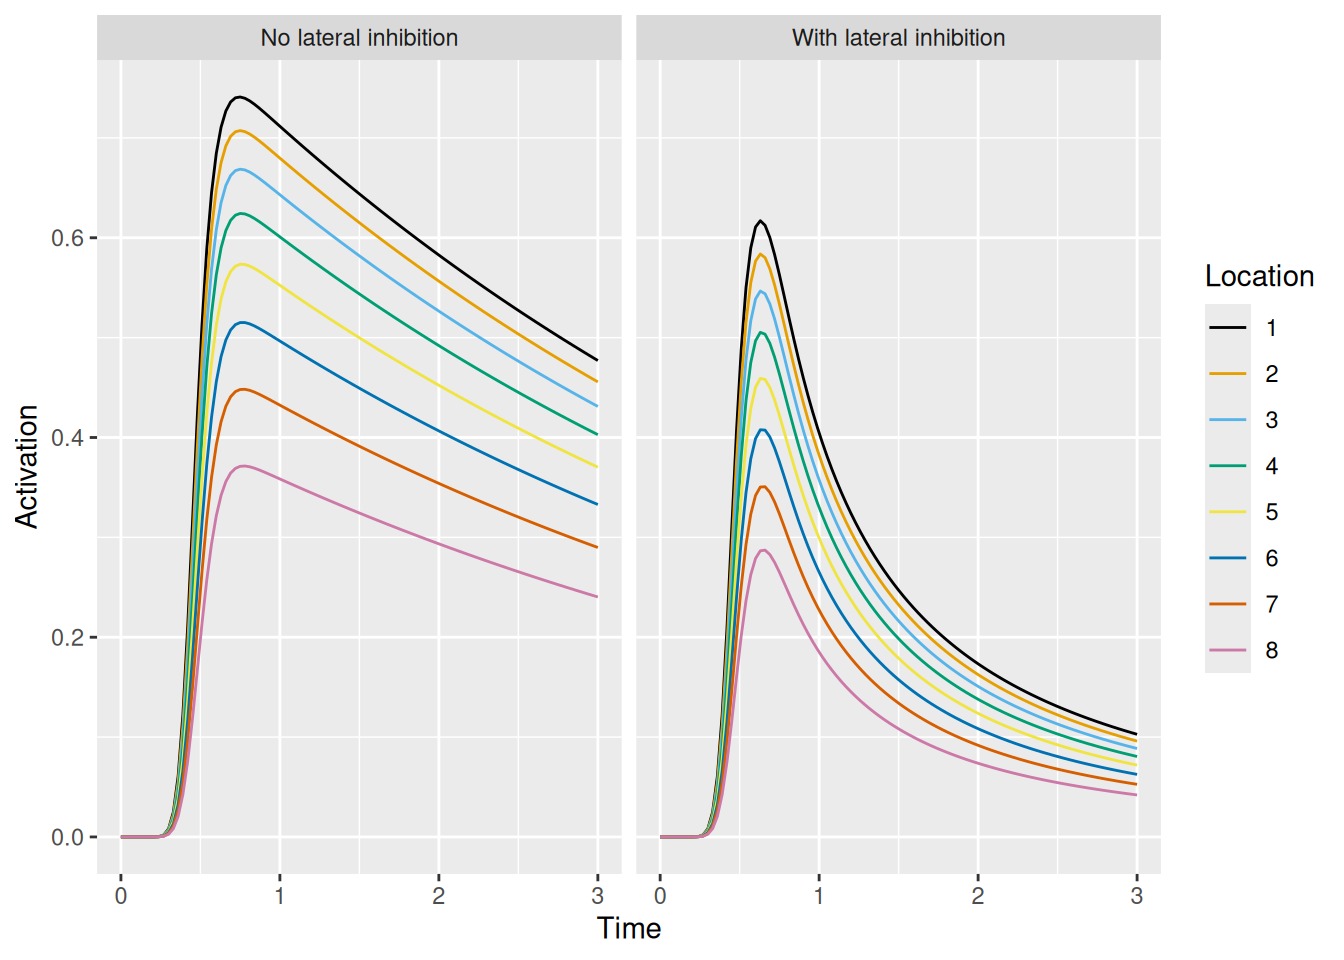 No lateral inhibition
With lateral inhibition
Activation
0.6
0.4
0.2
0.0
0 1 2 3
0 1 2 3
Time
Location
1
2
3
4
5
6
7
8